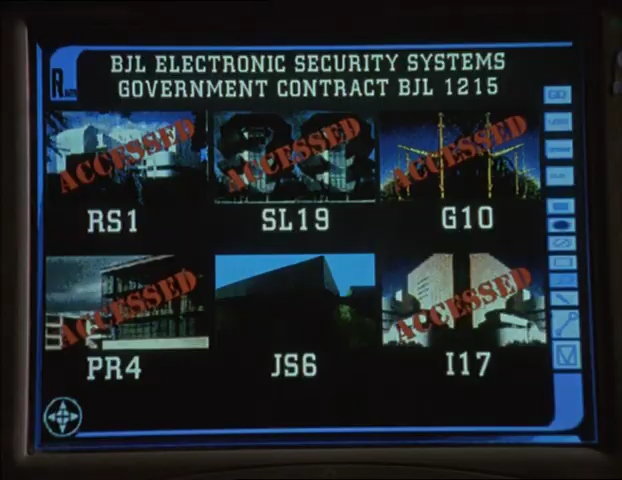 BJL ELECTRONIC SECURITY SYSTEMS
GOVERNMENT CONTRACT BJL 1215
ACCESSED ACCESSED ACCESSED
RS1 SL19 G10
ACCESSED ACCESSED
PR4 JS6 I17